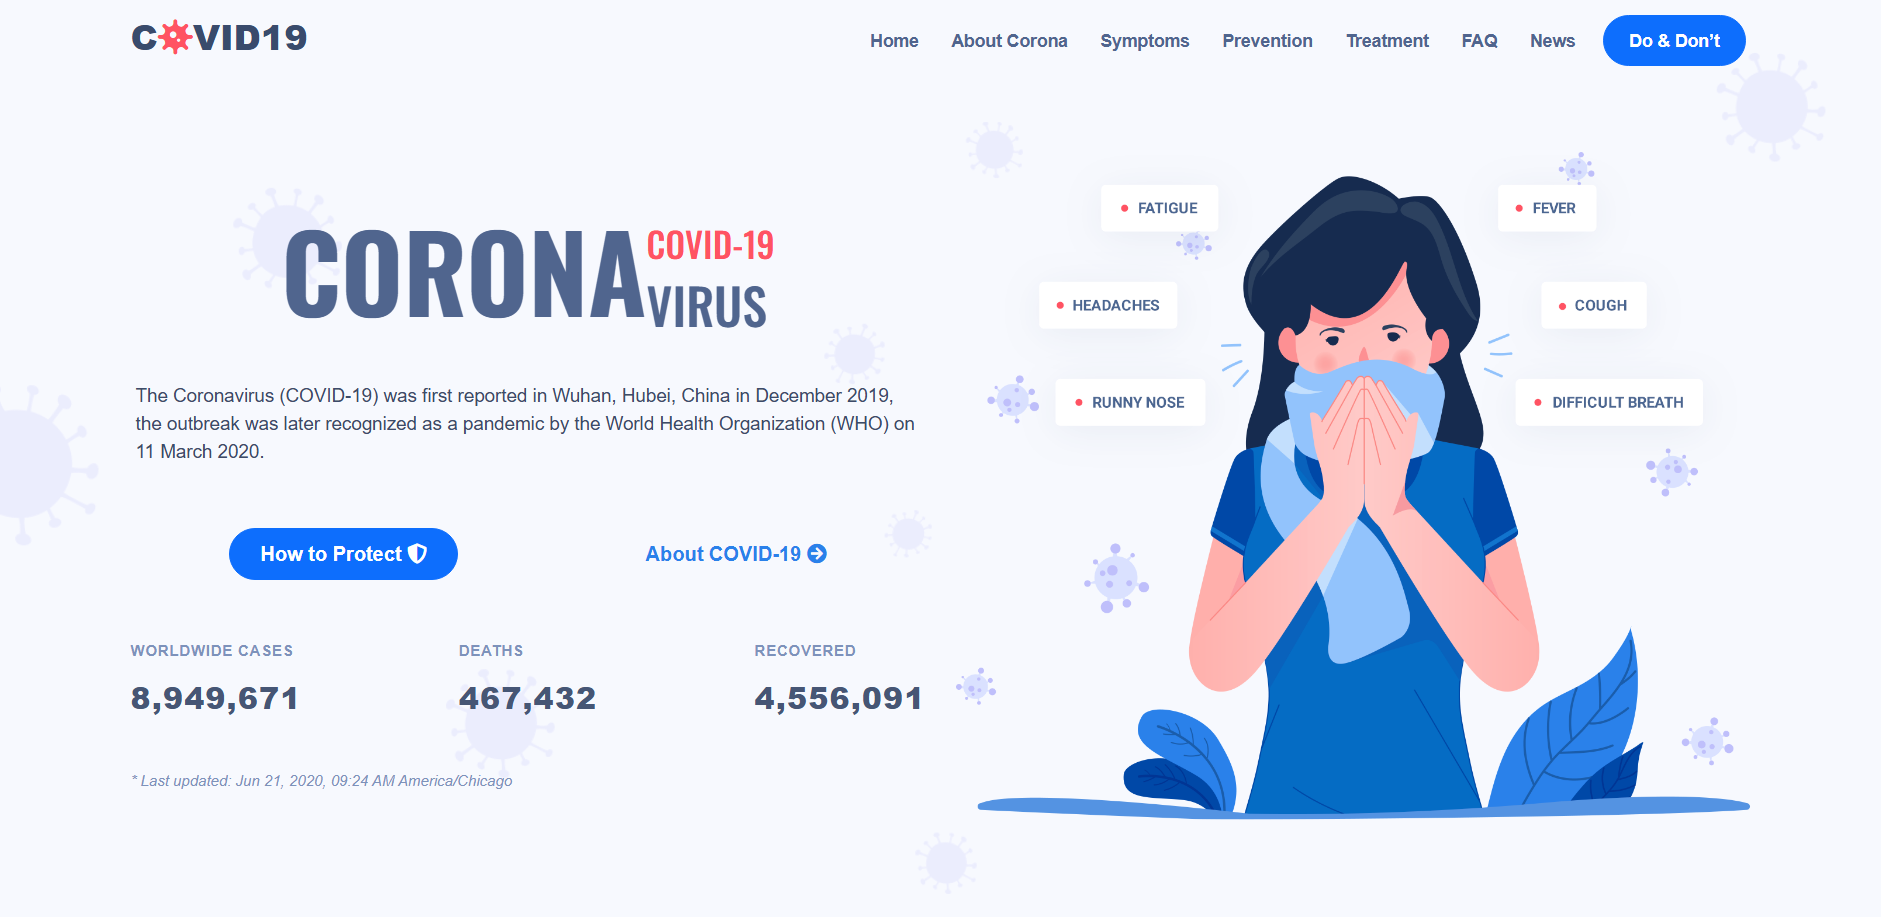 COVID19
Home
About Corona
Symptoms
Prevention
Treatment
FAQ
News
Do & Don't
CORONA
COVID-19
VIRUS
The Coronavirus (COVID-19) was first reported in Wuhan, Hubei, China in December 2019,
the outbreak was later recognized as a pandemic by the World Health Organization (WHO) on
11 March 2020.
How to Protect
About COVID-19
WORLDWIDE CASES
8,949,671
DEATHS
467,432
RECOVERED
4,556,091
* Last updated: Jun 21, 2020, 09:24 AM America/Chicago
FATIGUE
FEVER
HEADACHES
COUGH
RUNNY NOSE
DIFFICULT BREATH